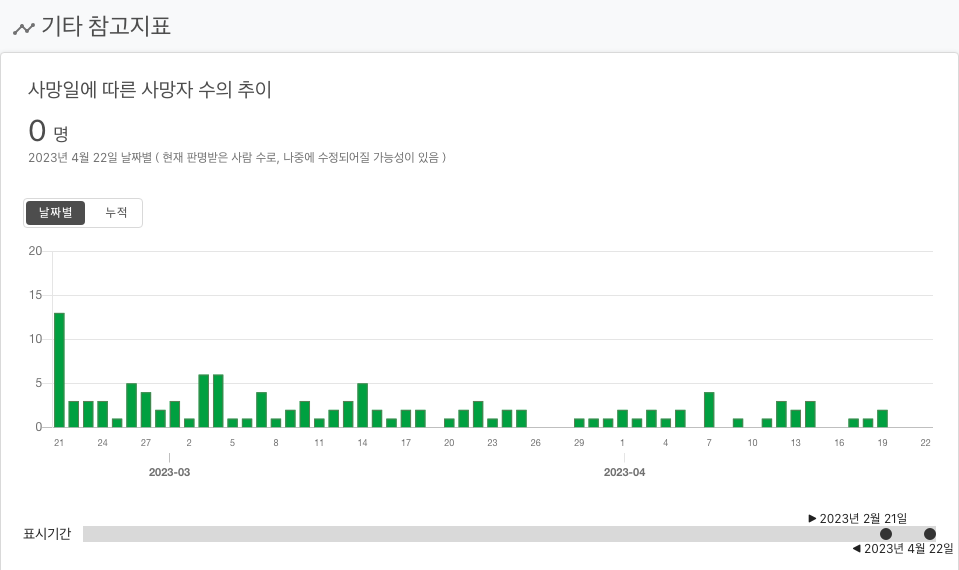 기타 참고지표
사망일에 따른 사망자 수의 추이
0 명
2023년 4월 22일 날짜별 ( 현재 판명받은 사람 수로, 나중에 수정되어질 가능성이 있음 )
날짜별 누적
20
15
10
5
0
21 24 27 2 5 8 11 14 17 20 23 26 29 1 4 7 10 13 16 19 22
2023-03 2023-04
▶ 2023년 2월 21일
표시기간
◀ 2023년 4월 22일